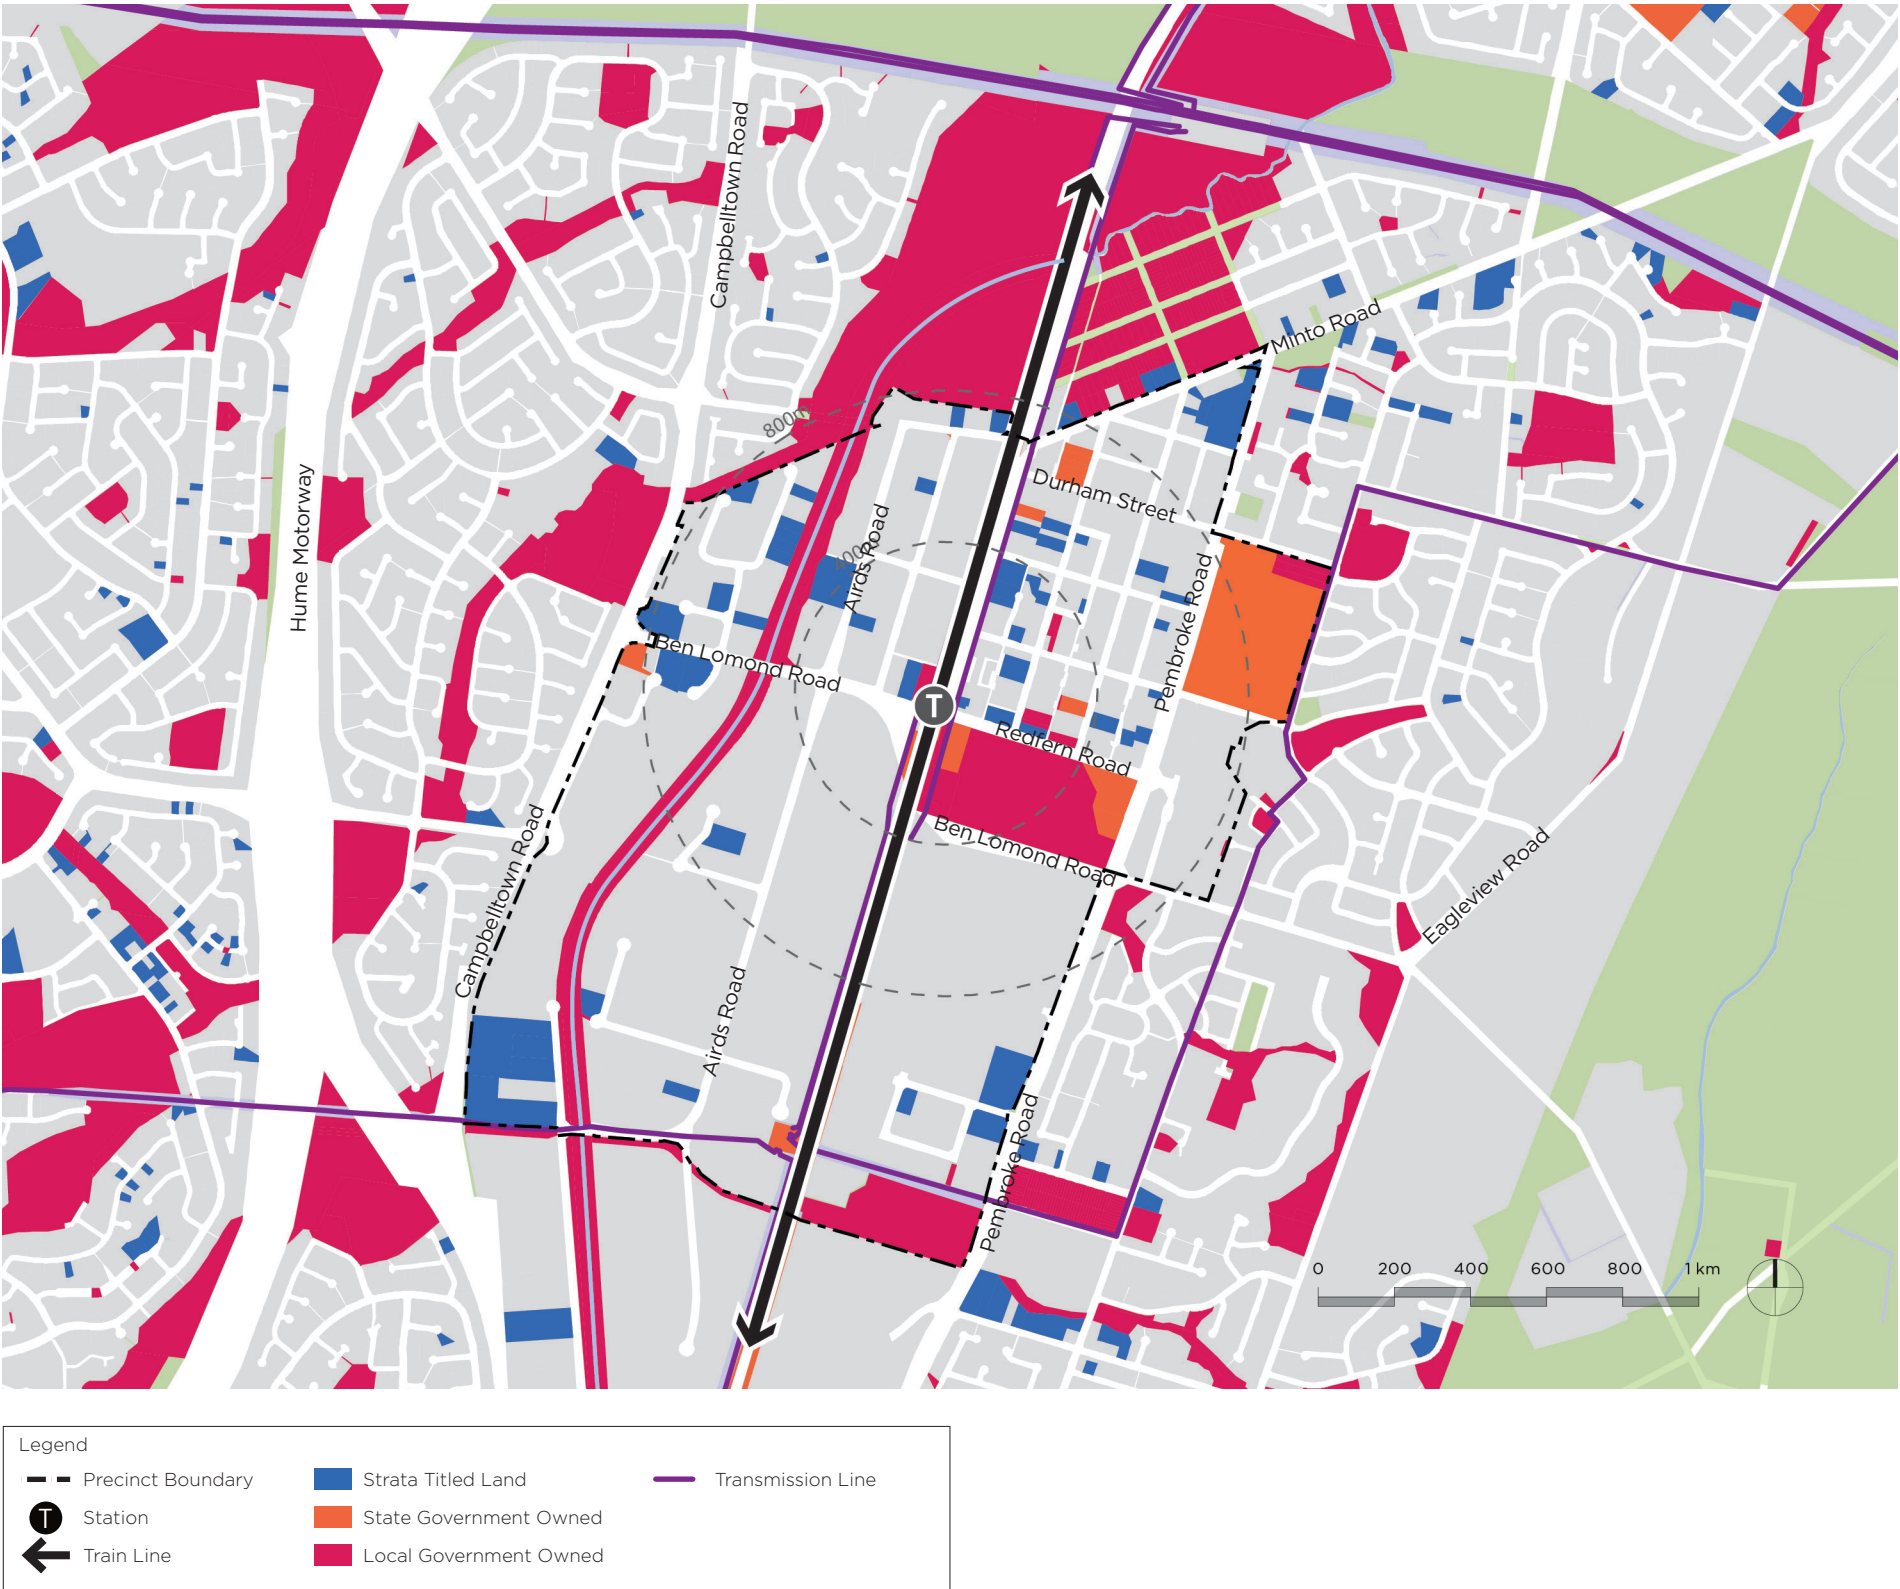 Campbelltown Road
Minto Road
800m
Hume Motorway
Durham Street
400m
Airds Road
Pembroke Road
Ben Lomond Road
T
Redfern Road
Campbelltown Road
Ben Lomond Road
Eagleview Road
Airds Road
Pembroke Road
0 200 400 600 800 1 km
Legend
Precinct Boundary
Strata Titled Land
Transmission Line
T
Station
State Government Owned
Train Line
Local Government Owned